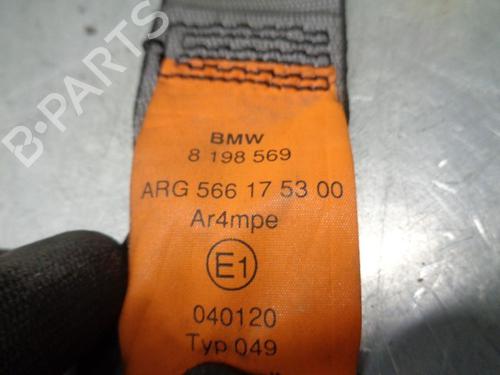 BMW
8 198 569
ARG 566 17 53 00
Ar4mpe
E1
040120
Typ 049
B-PARTS